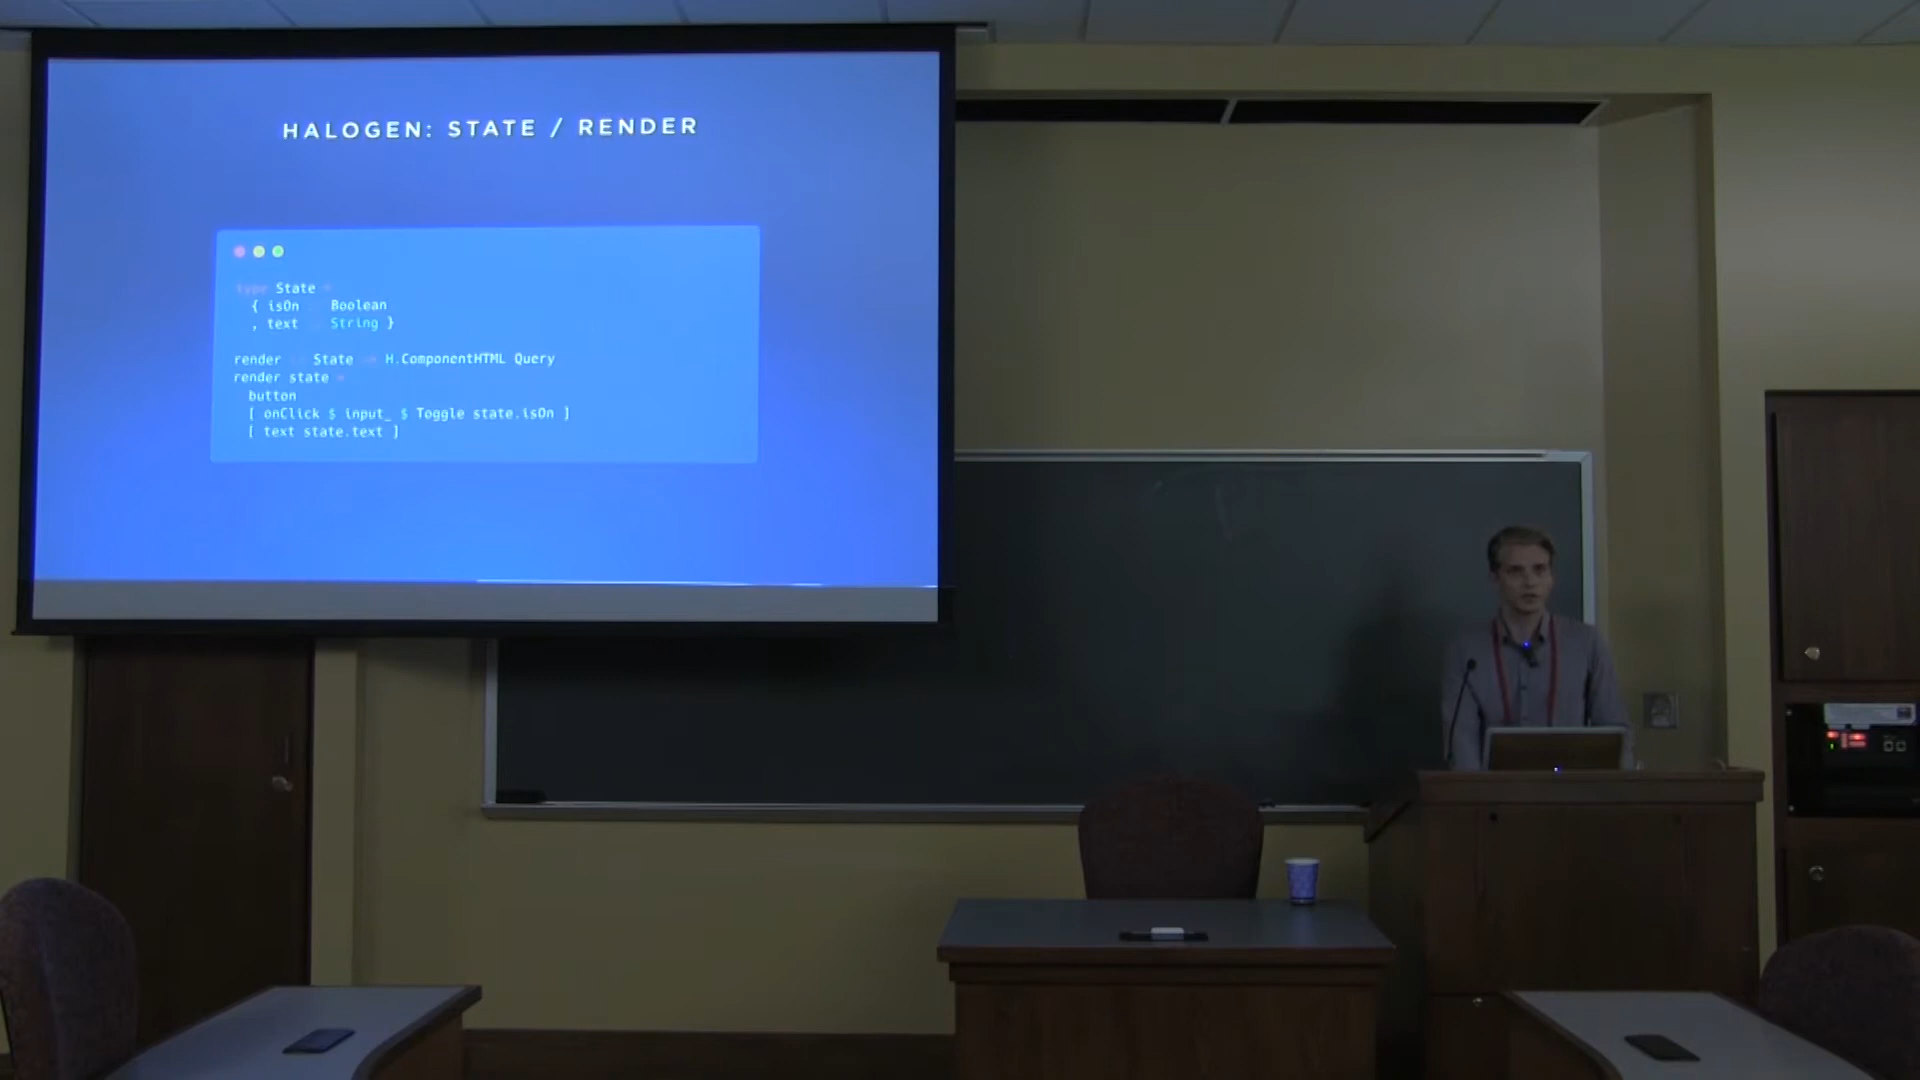 HALOGEN: STATE / RENDER
type State =
{ isOn Boolean
, text String }
render :: State -> H.ComponentHTML Query
render state =
button
[ onClick $ input_ $ Toggle state.isOn ]
[ text state.text ]